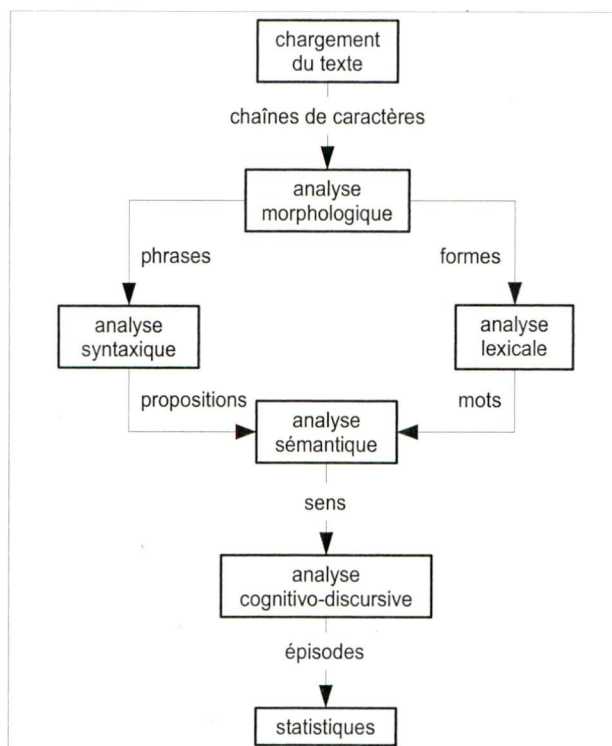 chargement
du texte
chaînes de caractères
analyse
morphologique
phrases
formes
analyse
syntaxique
analyse
lexicale
propositions
mots
analyse
sémantique
sens
analyse
cognitivo-discursive
épisodes
statistiques